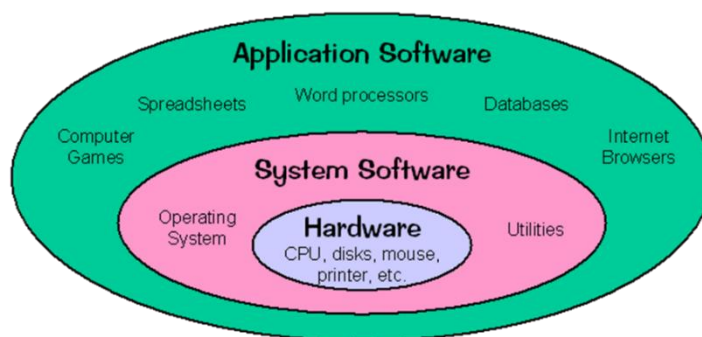 Application Software
Spreadsheets
Word processors
Databases
Computer
Games
Internet
Browsers
System Software
Operating
System
Utilities
Hardware
CPU, disks, mouse,
printer, etc.